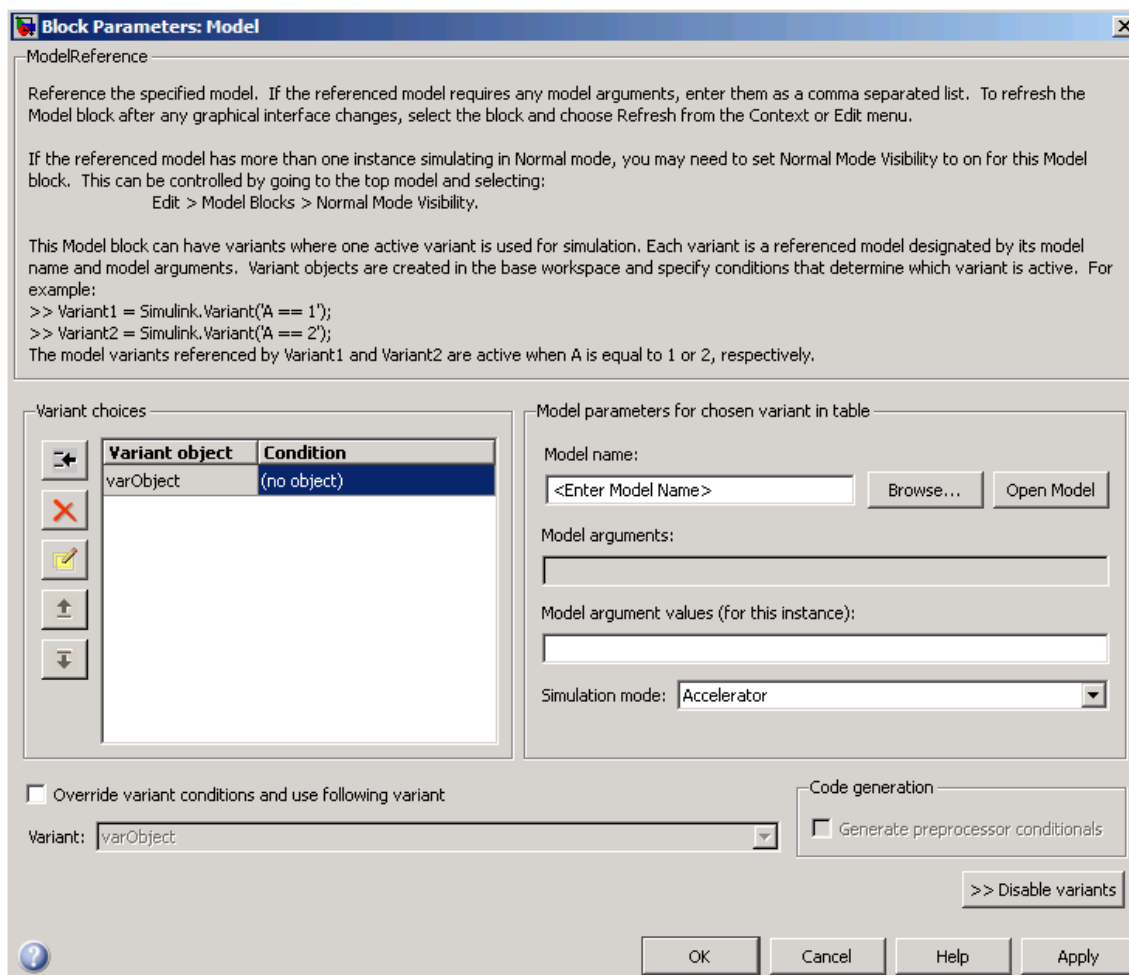 Block Parameters: Model
ModelReference
Reference the specified model.  If the referenced model requires any model arguments, enter them as a comma separated list.  To refresh the
Model block after any graphical interface changes, select the block and choose Refresh from the Context or Edit menu.
If the referenced model has more than one instance simulating in Normal mode, you may need to set Normal Mode Visibility to on for this Model
block.  This can be controlled by going to the top model and selecting:
Edit > Model Blocks > Normal Mode Visibility.
This Model block can have variants where one active variant is used for simulation. Each variant is a referenced model designated by its model
name and model arguments.  Variant objects are created in the base workspace and specify conditions that determine which variant is active.  For
example:
>> Variant1 = Simulink.Variant('A == 1');
>> Variant2 = Simulink.Variant('A == 2');
The model variants referenced by Variant1 and Variant2 are active when A is equal to 1 or 2, respectively.
Variant choices
Variant object Condition
varObject (no object)
Model parameters for chosen variant in table
Model name:
<Enter Model Name> Browse... Open Model
Model arguments:
Model argument values (for this instance):
Simulation mode: Accelerator
Override variant conditions and use following variant
Variant: varObject
Code generation
Generate preprocessor conditionals
>> Disable variants
OK Cancel Help Apply